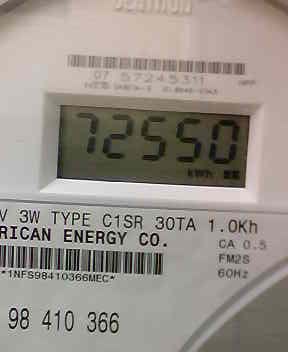 07 57245311
72550
kWh
V 3W TYPE C1SR 30TA 1.0Kh
RICAN ENERGY CO.
CA 0.5
FM2S
60Hz
*1NFS98410366MEC*
98 410 366